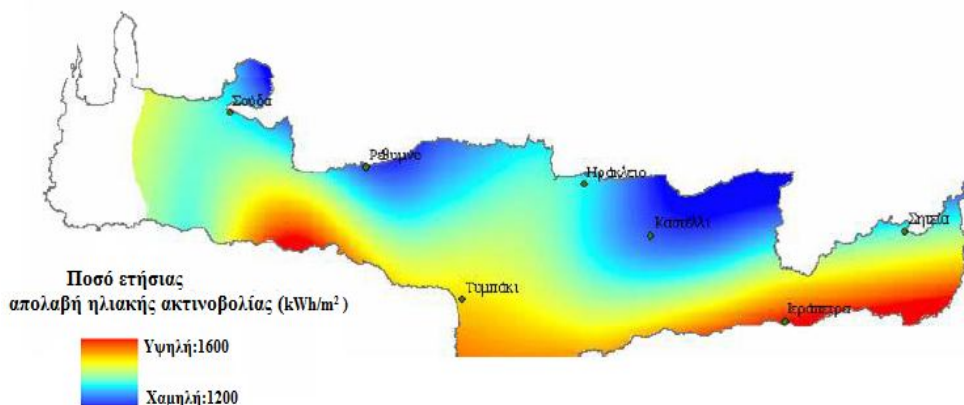 Σούδα
Ρέθυμνο
Ηράκλειο
Καστέλλι
Σητεία
Τυμπάκι
Ιεράπετρα
Ποσό ετήσιας
απολαβή ηλιακής ακτινοβολίας (kWh/m²)
Υψηλή:1600
Χαμηλή:1200